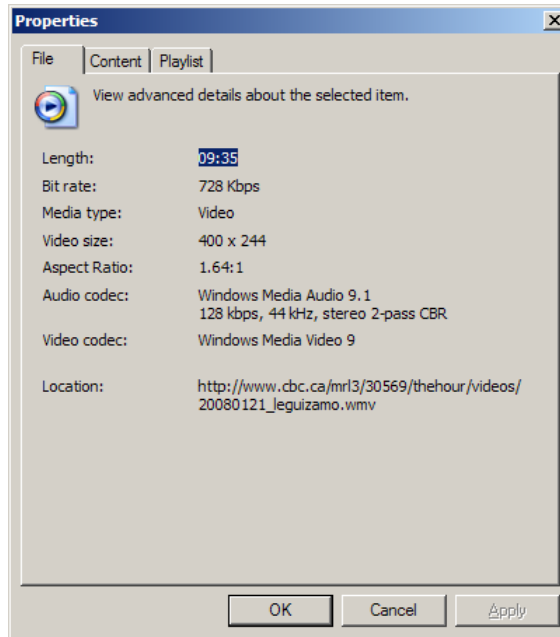 Properties
File Content Playlist
View advanced details about the selected item.
Length: 09:35
Bit rate: 728 Kbps
Media type: Video
Video size: 400 x 244
Aspect Ratio: 1.64:1
Audio codec: Windows Media Audio 9.1
128 kbps, 44 kHz, stereo 2-pass CBR
Video codec: Windows Media Video 9
Location: http://www.cbc.ca/mrl3/30569/thehour/videos/
20080121_leguizamo.wmv
OK Cancel Apply